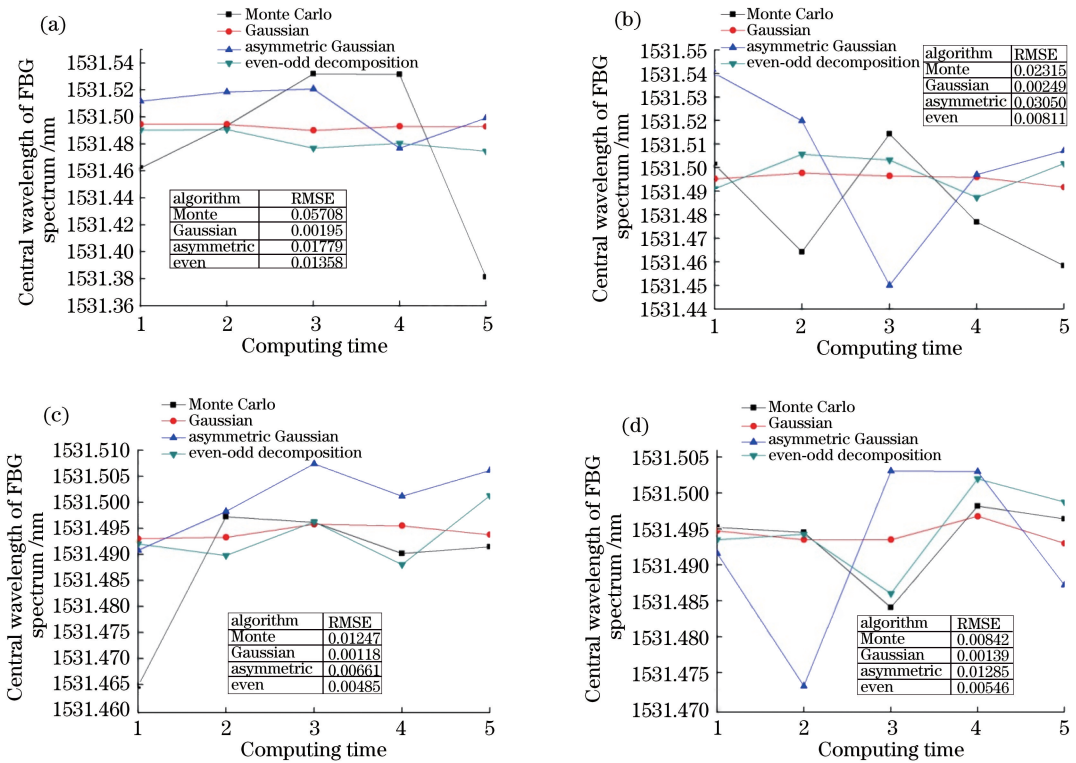 (a)
Monte Carlo
Gaussian
asymmetric Gaussian
even-odd decomposition
Central wavelength of FBG
spectrum /nm
1531.54
1531.52
1531.50
1531.48
1531.46
1531.44
1531.42
1531.40
1531.38
1531.36
algorithm RMSE
Monte 0.05708
Gaussian 0.00195
asymmetric 0.01779
even 0.01358
1 2 3 4 5
Computing time
(b)
Monte Carlo
Gaussian
asymmetric Gaussian
even-odd decomposition
Central wavelength of FBG
spectrum /nm
1531.55
1531.54
1531.53
1531.52
1531.51
1531.50
1531.49
1531.48
1531.47
1531.46
1531.45
1531.44
algorithm RMSE
Monte 0.02315
Gaussian 0.00249
asymmetric 0.03050
even 0.00811
1 2 3 4 5
Computing time
(c)
Monte Carlo
Gaussian
asymmetric Gaussian
even-odd decomposition
Central wavelength of FBG
spectrum /nm
1531.510
1531.505
1531.500
1531.495
1531.490
1531.485
1531.480
1531.475
1531.470
1531.465
1531.460
algorithm RMSE
Monte 0.01247
Gaussian 0.00118
asymmetric 0.00661
even 0.00485
1 2 3 4 5
Computing time
(d)
Monte Carlo
Gaussian
asymmetric Gaussian
even-odd decomposition
Central wavelength of FBG
spectrum /nm
1531.505
1531.500
1531.495
1531.490
1531.485
1531.480
1531.475
1531.470
algorithm RMSE
Monte 0.00842
Gaussian 0.00139
asymmetric 0.01285
even 0.00546
1 2 3 4 5
Computing time